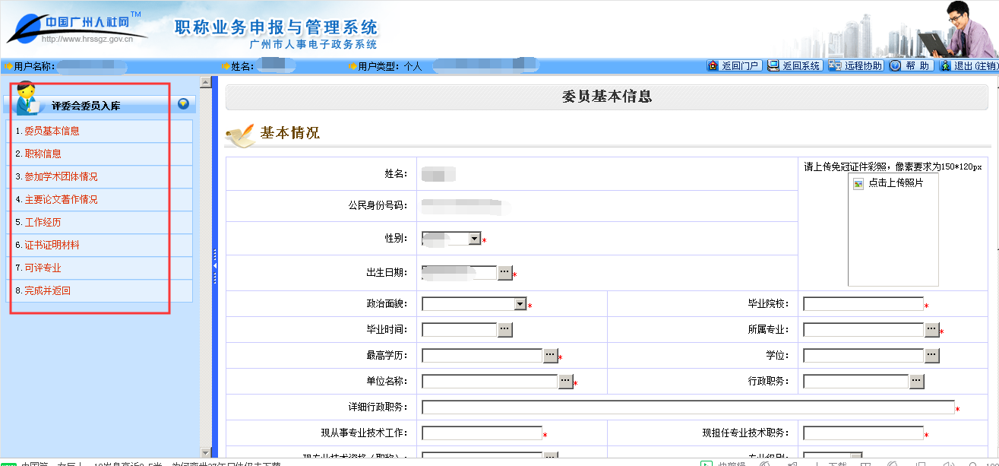 中国广州人社网TM
http://www.hrssgz.gov.cn
职称业务申报与管理系统
广州市人事电子政务系统
用户名称: 姓名: 用户类型: 个人 返回门户 返回系统 远程协助 帮 助 退出(注销)
评委会委员入库
1. 委员基本信息
2. 职称信息
3. 参加学术团体情况
4. 主要论文著作情况
5. 工作经历
6. 证书证明材料
7. 可评专业
8. 完成并返回
委员基本信息
基本情况
姓名:
请上传免冠证件彩照，像素要求为150*120px
点击上传照片
公民身份号码:
性别: *
出生日期: ... *
政治面貌: * 毕业院校: *
毕业时间: ... 所属专业: ... *
最高学历: ... * 学位: ...
单位名称: ... * 行政职务: ...
详细行政职务: *
现从事专业技术工作: * 现担任专业技术职务: *